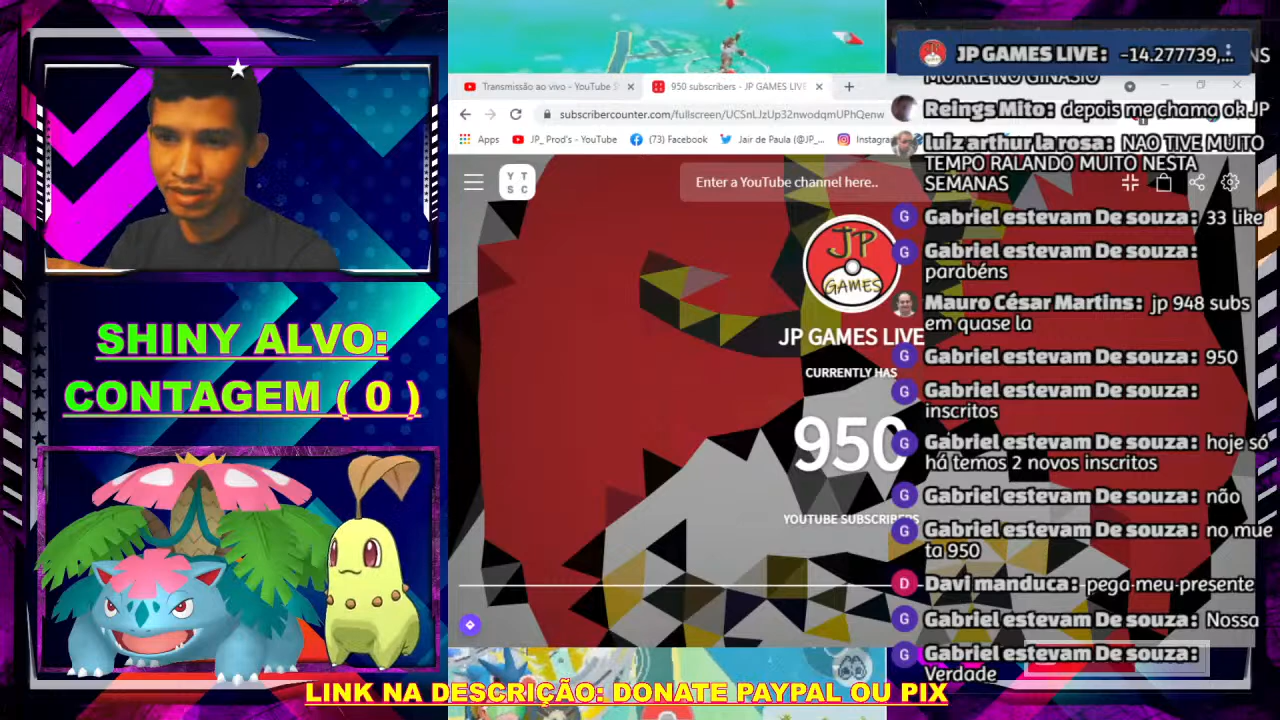 SHINY ALVO:
CONTAGEM ( 0 )
Transmissão ao vivo - YouTube S
950 subscribers - JP GAMES LIVE
subscribercounter.com/fullscreen/UCSnLJzUp32nwodqmUPhQenw
Apps
JP_Prod's - YouTube
(73) Facebook
Jair de Paula (@JP_...
Instagra
YT
SC
Enter a YouTube channel here..
JP
GAMES
JP GAMES LIVE
CURRENTLY HAS
950
YOUTUBE SUBSCRIBERS
JP GAMES LIVE: -14.277739,...
MORRE NO GINÁSIO
Reings Mito: depois me chama ok JP
luiz arthur la rosa: NAO TIVE MUITO
TEMPO RALANDO MUITO NESTA
SEMANAS
Gabriel estevam De souza: 33 like
Gabriel estevam De souza:
parabéns
Mauro César Martins: jp 948 subs
em quase la
Gabriel estevam De souza: 950
Gabriel estevam De souza:
inscritos
Gabriel estevam De souza: hoje só
há temos 2 novos inscritos
Gabriel estevam De souza: não
Gabriel estevam De souza: no mue
ta 950
Davi manduca: pega meu presente
Gabriel estevam De souza: Nossa
Gabriel estevam De souza:
Verdade
LINK NA DESCRIÇÃO: DONATE PAYPAL OU PIX